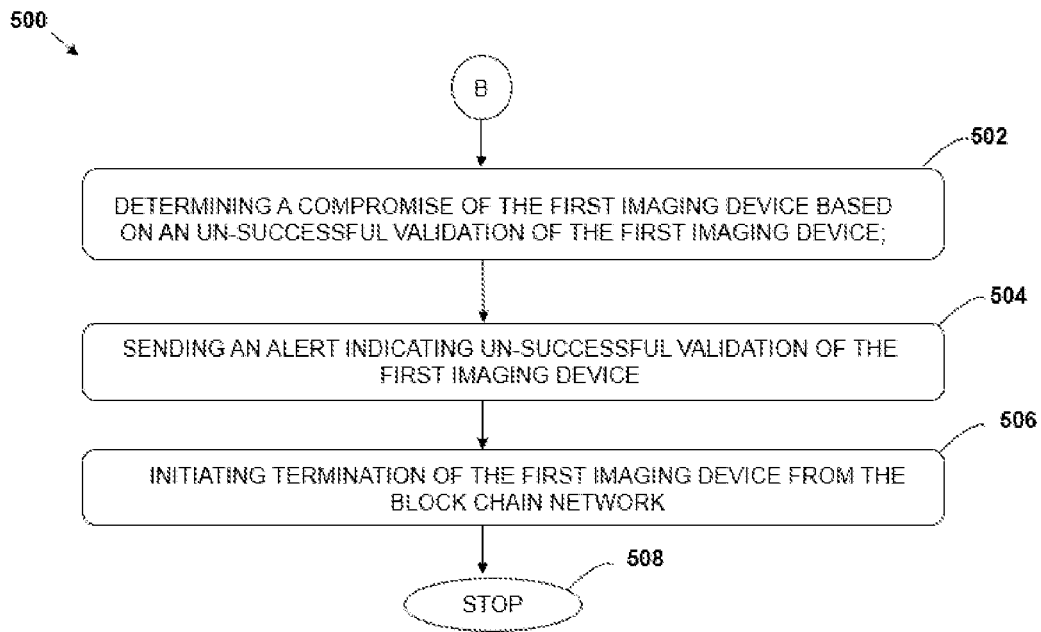 500
B
502
DETERMINING A COMPROMISE OF THE FIRST IMAGING DEVICE BASED
ON AN UN-SUCCESSFUL VALIDATION OF THE FIRST IMAGING DEVICE;
504
SENDING AN ALERT INDICATING UN-SUCCESSFUL VALIDATION OF THE
FIRST IMAGING DEVICE
506
INITIATING TERMINATION OF THE FIRST IMAGING DEVICE FROM THE
BLOCK CHAIN NETWORK
508
STOP